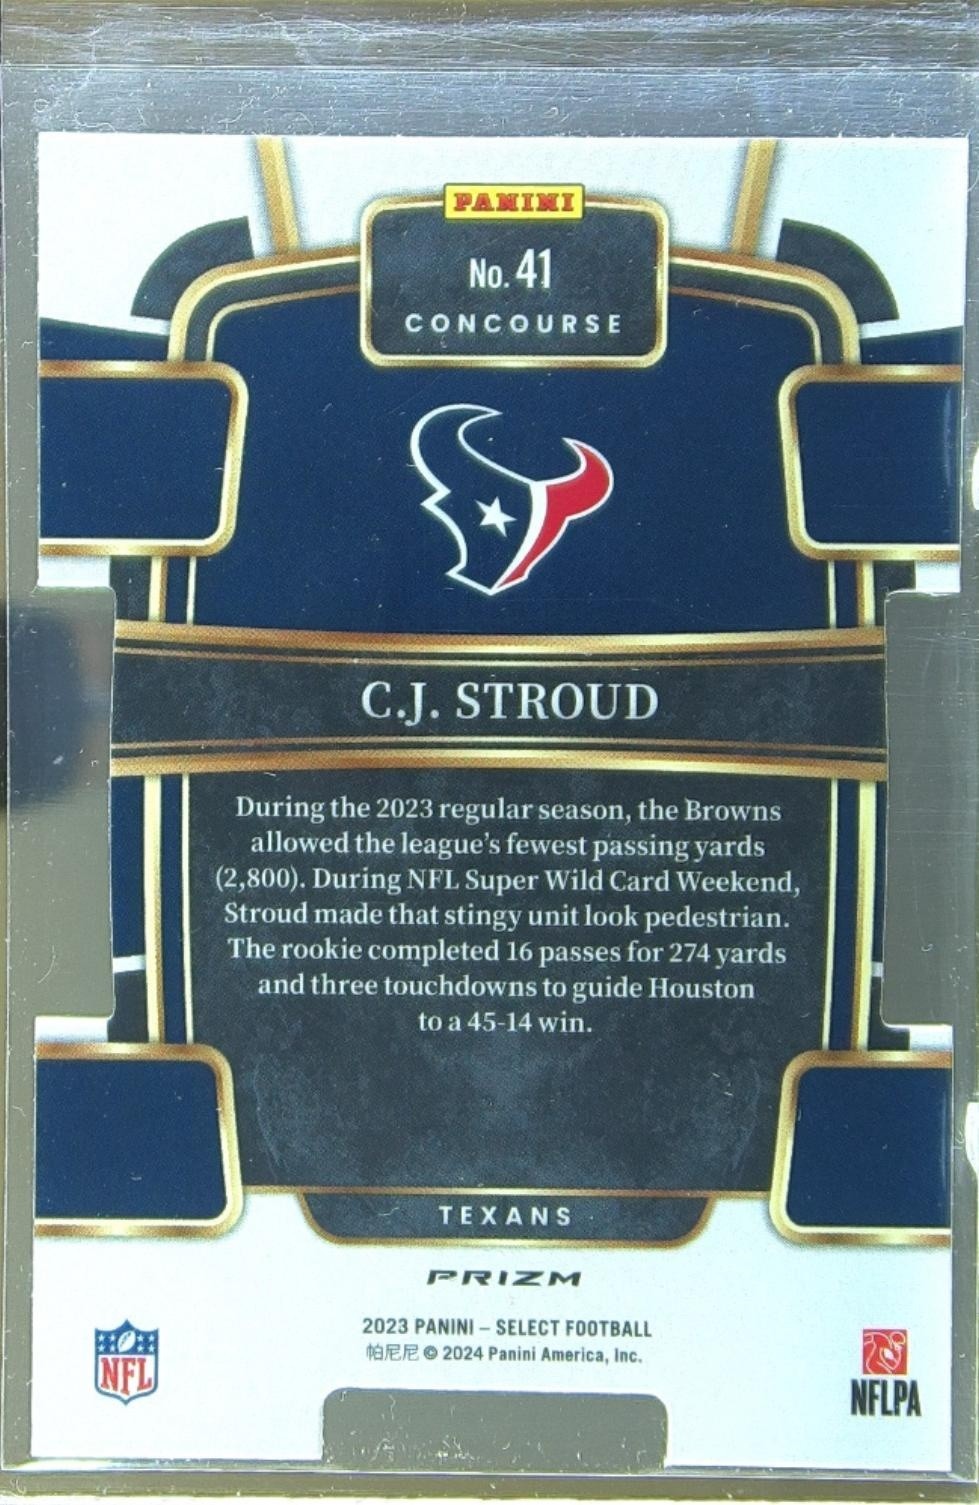 PANINI
No. 41
CONCOURSE
C.J. STROUD
During the 2023 regular season, the Browns
allowed the league's fewest passing yards
(2,800). During NFL Super Wild Card Weekend,
Stroud made that stingy unit look pedestrian.
The rookie completed 16 passes for 274 yards
and three touchdowns to guide Houston
to a 45-14 win.
TEXANS
PRIZM
2023 PANINI – SELECT FOOTBALL
帕尼尼 © 2024 Panini America, Inc.
NFL
NFLPA